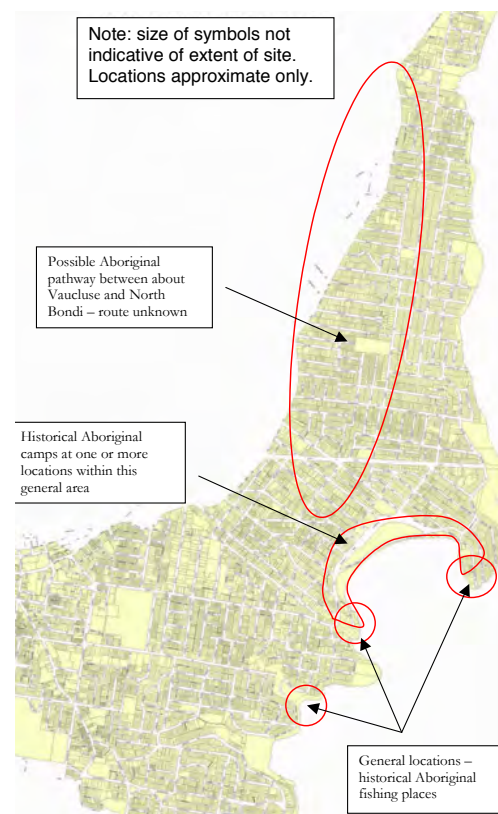 Note: size of symbols not
indicative of extent of site.
Locations approximate only.
Possible Aboriginal
pathway between about
Vaucluse and North
Bondi – route unknown
Historical Aboriginal
camps at one or more
locations within this
general area
General locations –
historical Aboriginal
fishing places